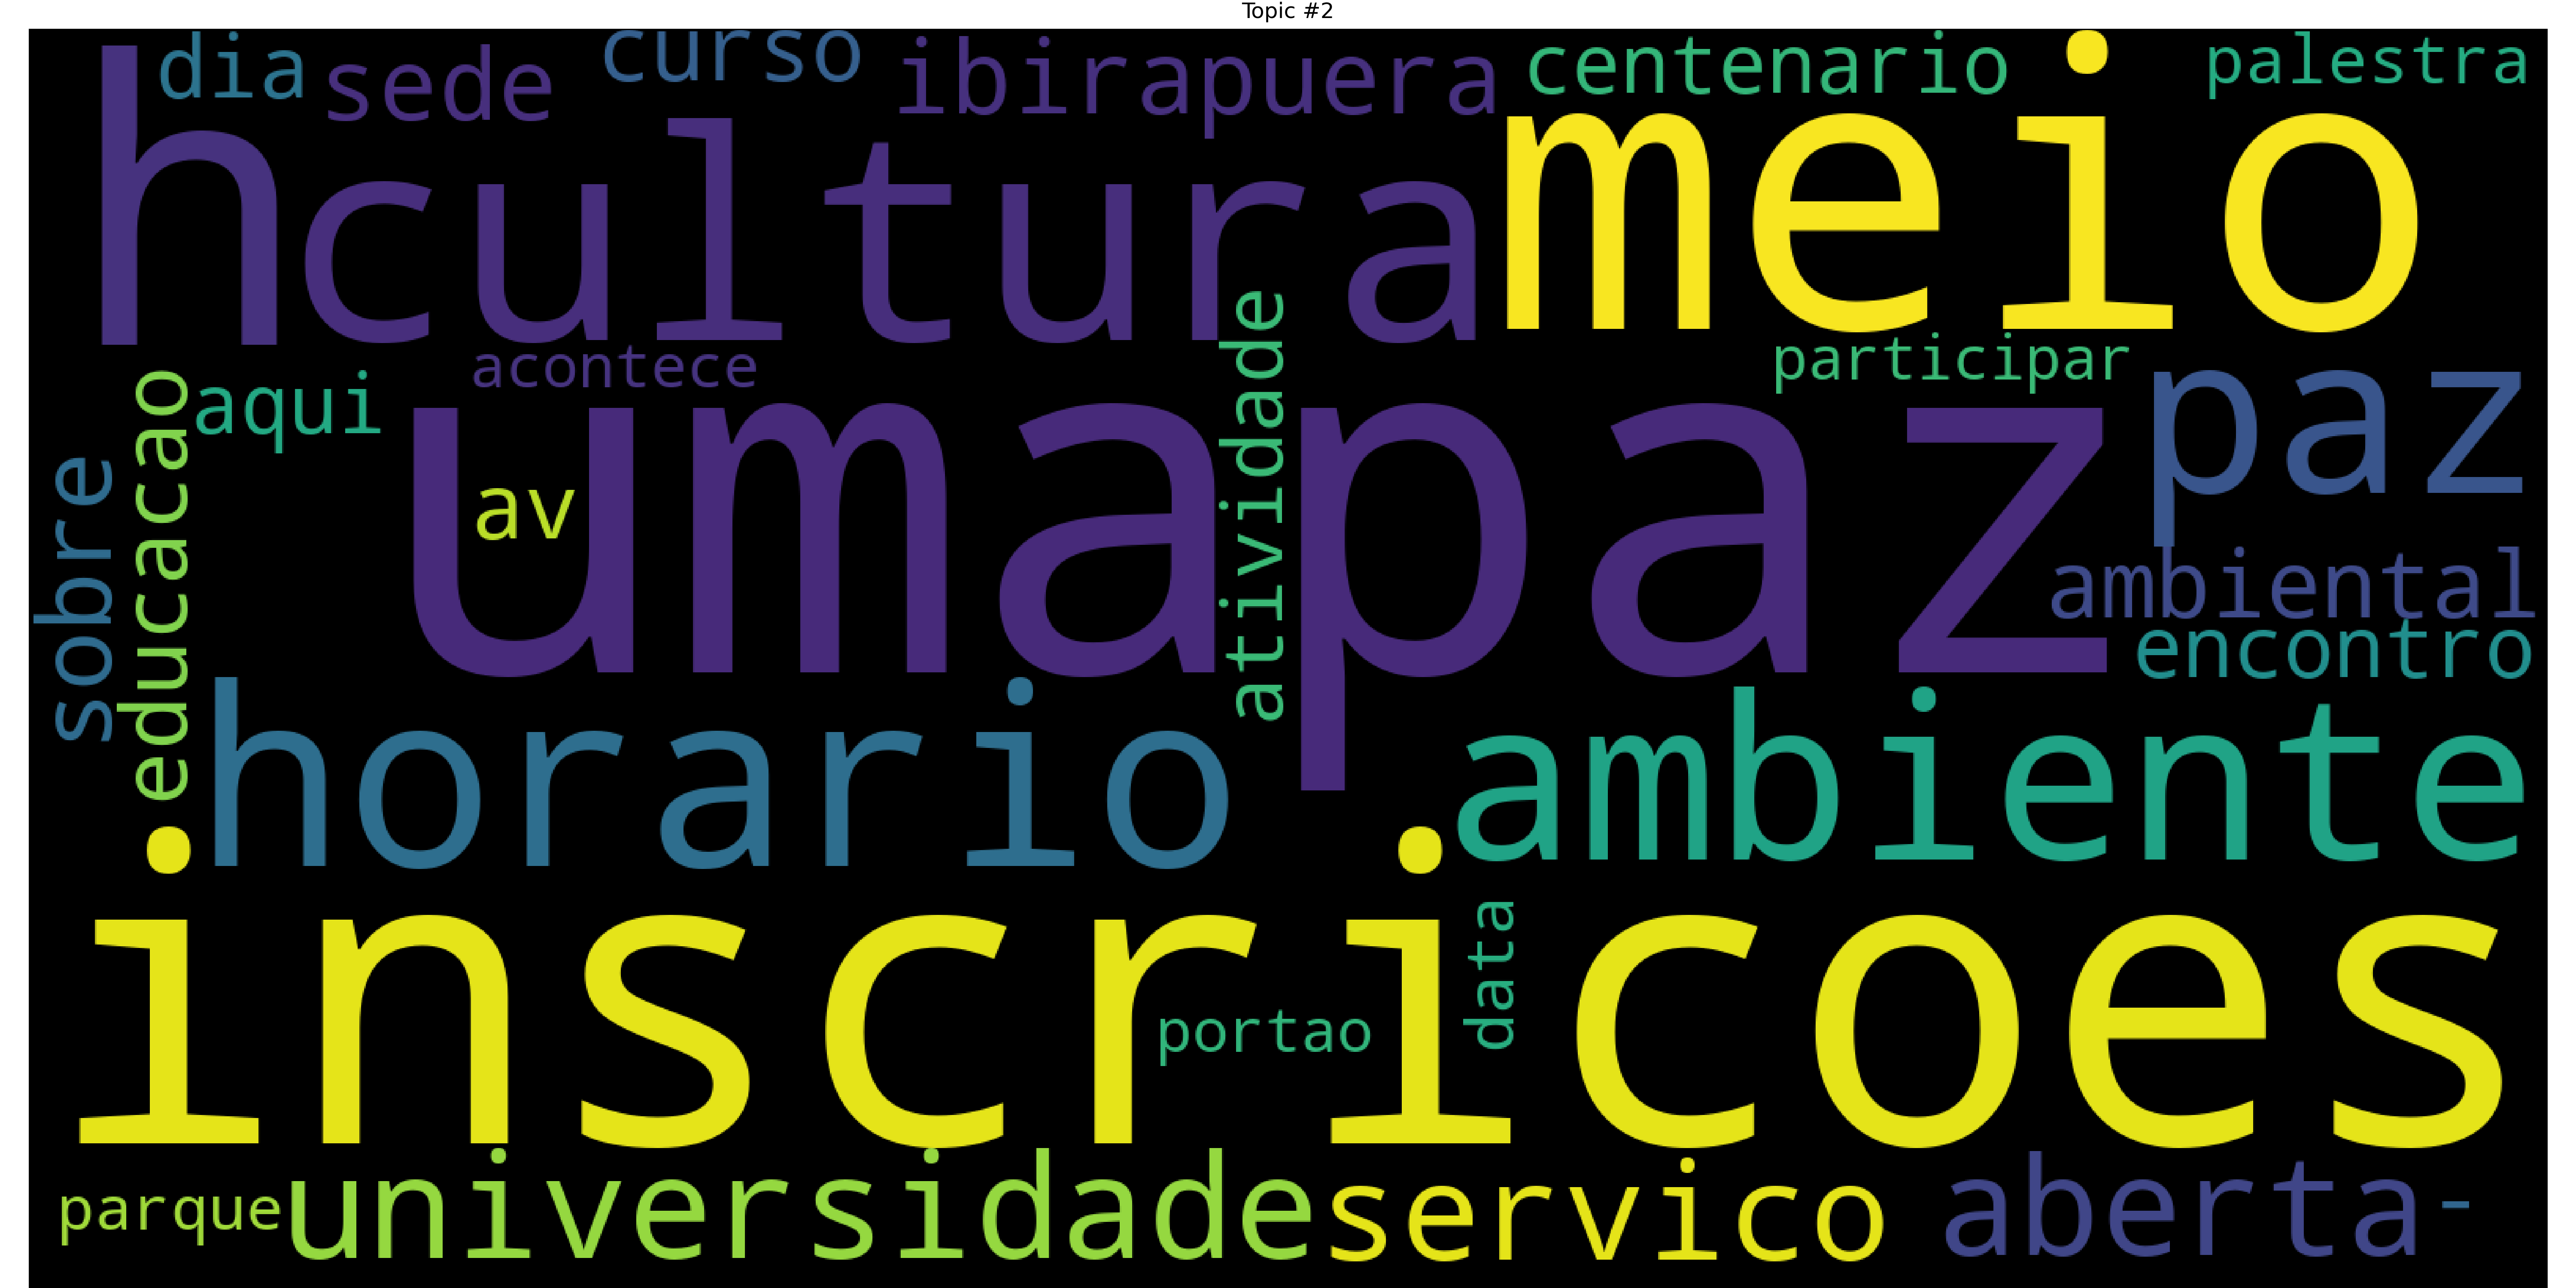 Topic #2
dia
sede
curso
ibirapuera
centenario
palestra
h
cultura
meio
acontece
participar
aqui
umapaz
paz
av
atividade
sobre
educacao
ambiental
encontro
horario
ambiente
inscricoes
data
portao
parque
universidade
servico
aberta
-